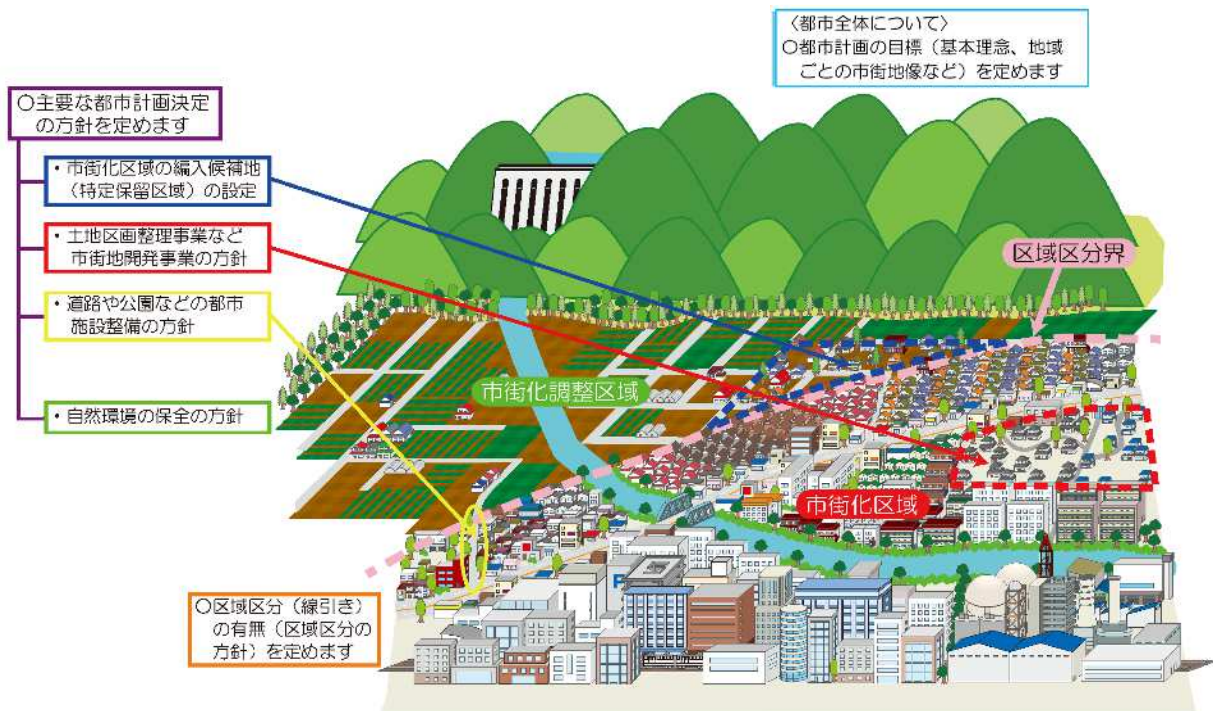 〈都市全体について〉
○都市計画の目標（基本理念、地域
ごとの市街地像など）を定めます
○主要な都市計画決定
の方針を定めます
・市街化区域の編入候補地
（特定保留区域）の設定
・土地区画整理事業など
市街地開発事業の方針
・道路や公園などの都市
施設整備の方針
・自然環境の保全の方針
区域区分界
市街化調整区域
市街化区域
○区域区分（線引き）
の有無（区域区分の
方針）を定めます